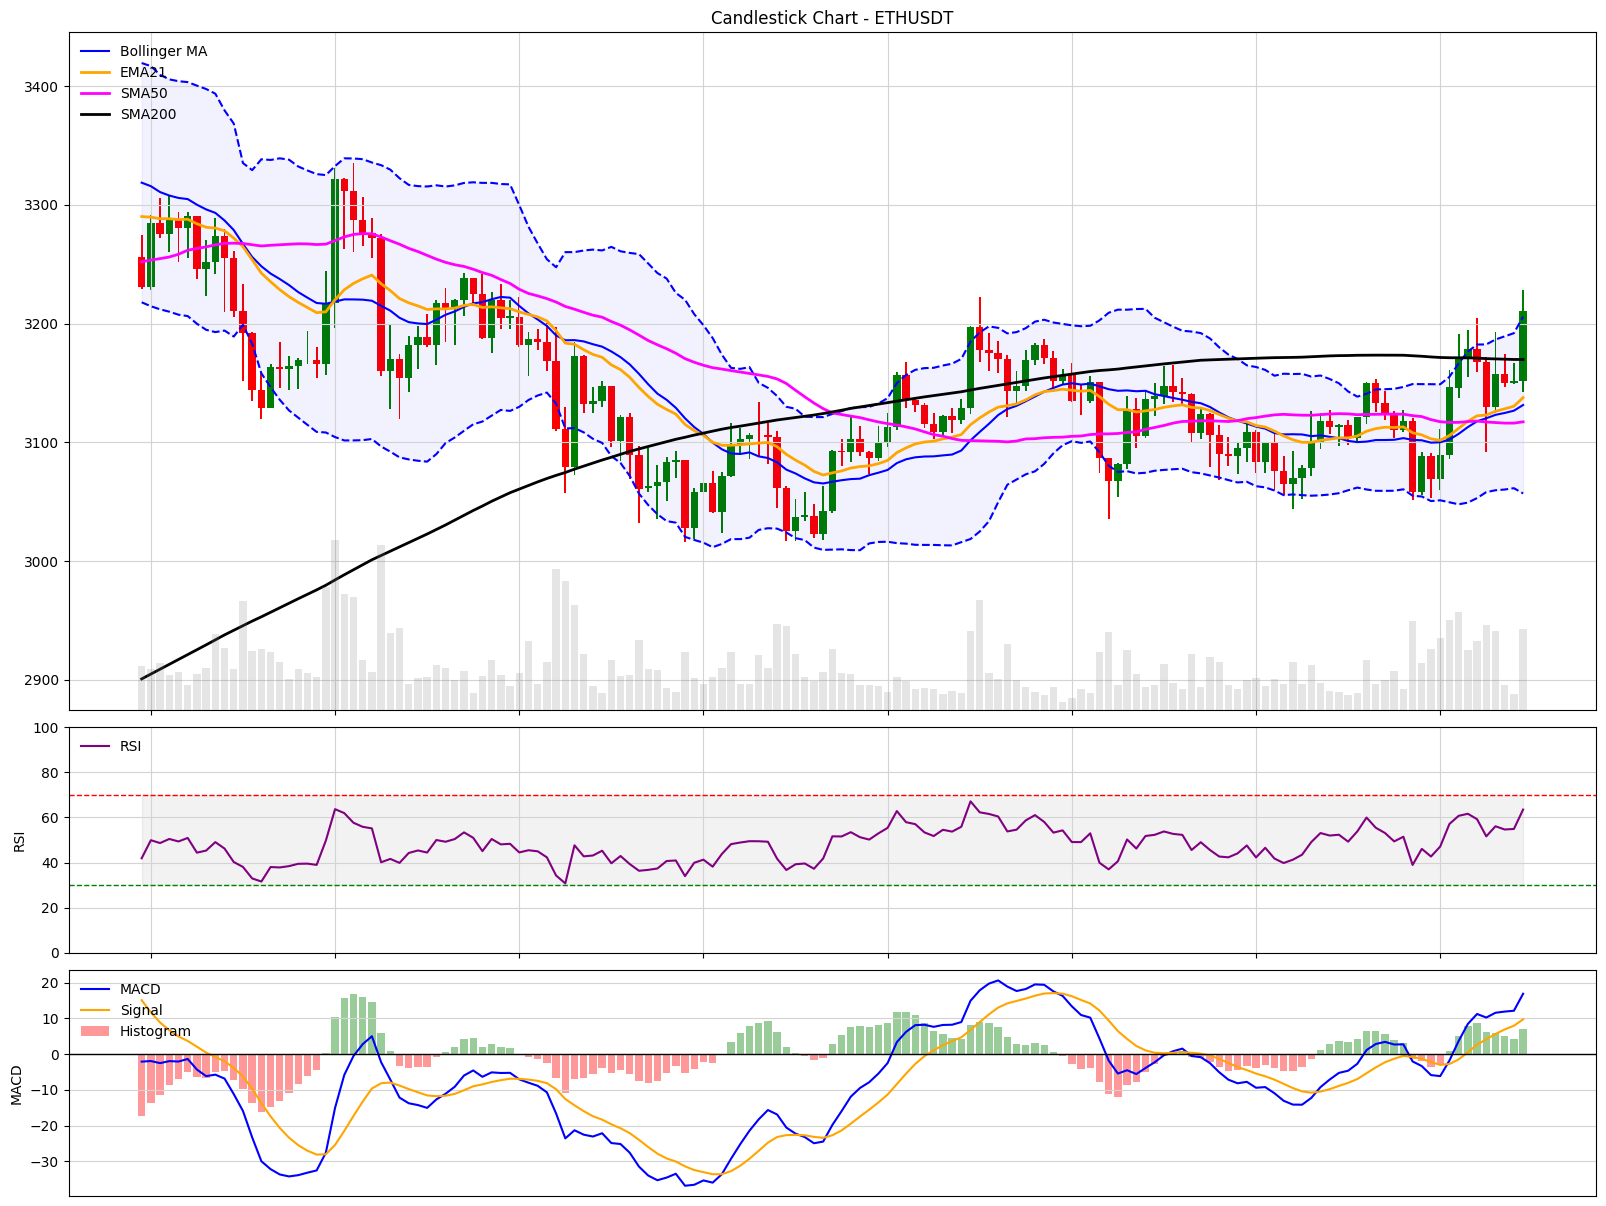 Candlestick Chart - ETHUSDT
Bollinger MA
EMA21
SMA50
SMA200
3400
3300
3200
3100
3000
2900
RSI
100
80
60
40
20
0
RSI
MACD
Signal
Histogram
20
10
0
−10
−20
−30
MACD